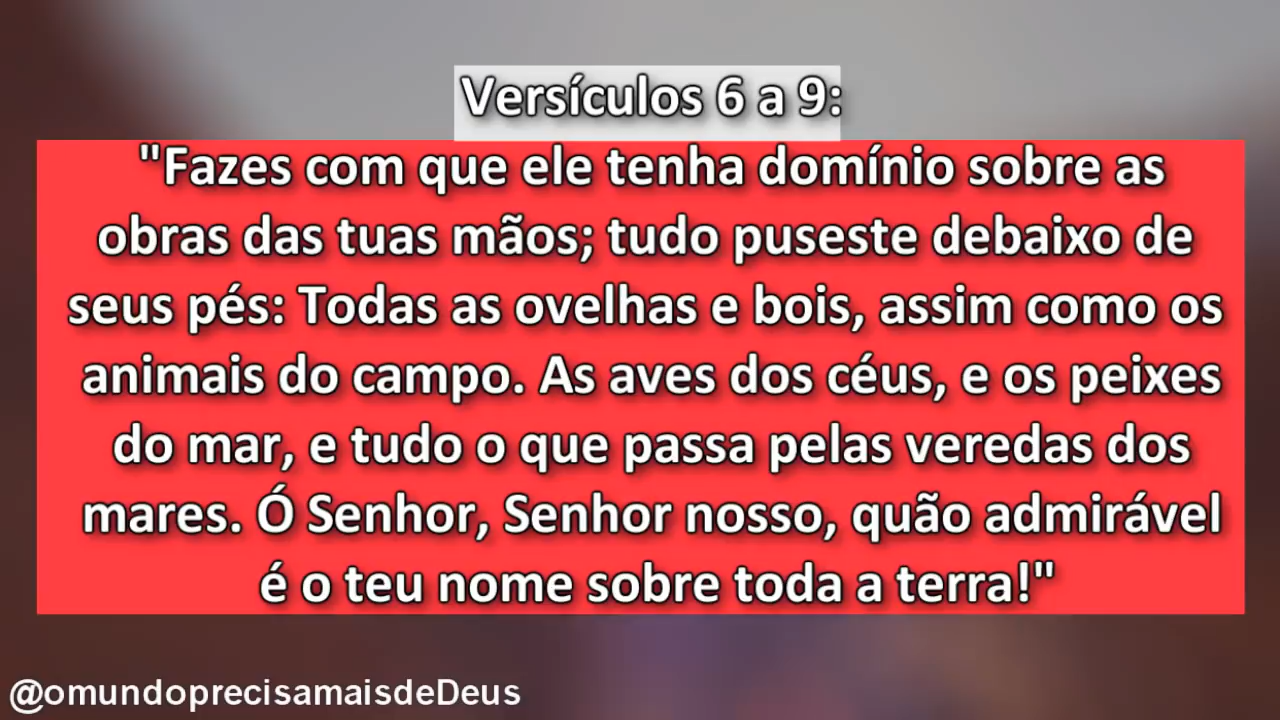 Versículos 6 a 9:
"Fazes com que ele tenha domínio sobre as
obras das tuas mãos; tudo puseste debaixo de
seus pés: Todas as ovelhas e bois, assim como os
animais do campo. As aves dos céus, e os peixes
do mar, e tudo o que passa pelas veredas dos
mares. Ó Senhor, Senhor nosso, quão admirável
é o teu nome sobre toda a terra!"
@omundoprecisamaisdeDeus